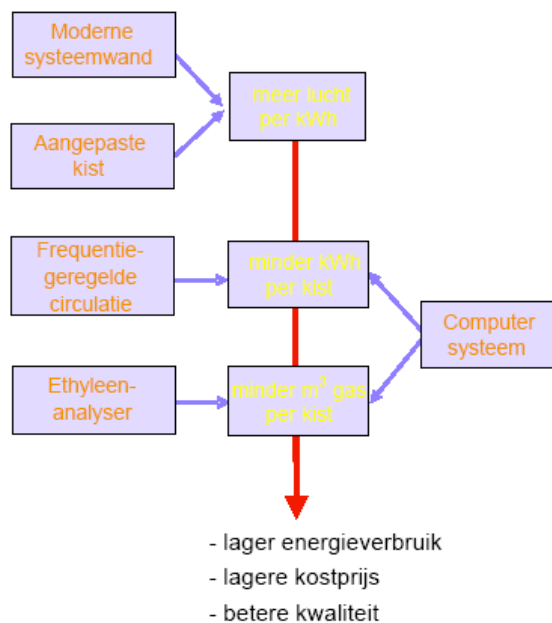 Moderne
systeemwand
meer lucht
per kWh
Aangepaste
kist
Frequentie-
geregelde
circulatie
minder kWh
per kist
Computer
systeem
Ethyleen-
analyser
minder m³ gas
per kist
- lager energieverbruik
- lagere kostprijs
- betere kwaliteit